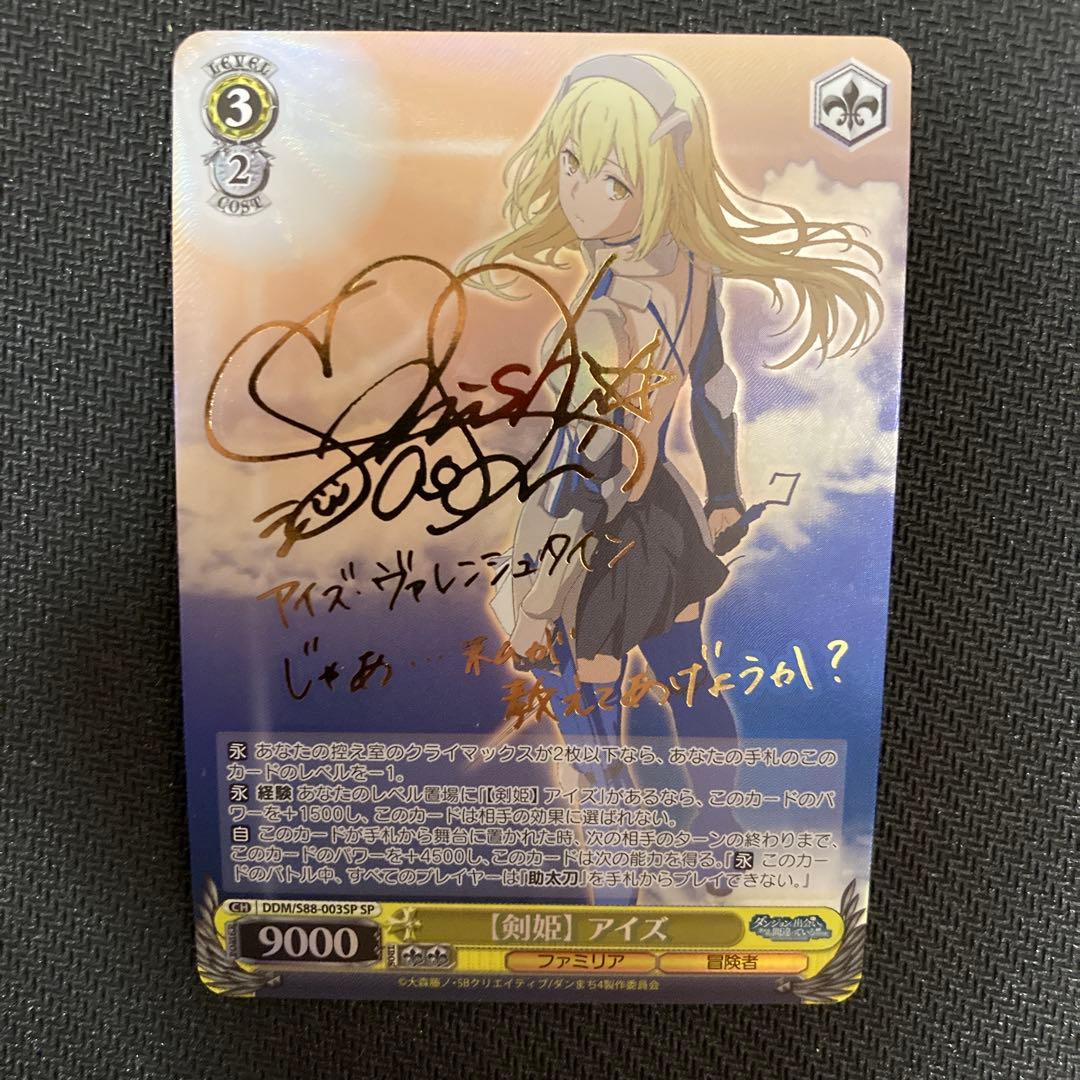 LEVEL
3
2
COST
アイズ・ヴァレンシュタイン
じゃあ…私が
教えてあげようか?
永 あなたの控え室のクライマックスが2枚以下なら、あなたの手札のこの
カードのレベルを-1。
永 経験 あなたのレベル置場に「【剣姫】 アイズ」があるなら、このカードのパ
ワーを+1500し、このカードは相手の効果に選ばれない。
自 このカードが手札から舞台に置かれた時、次の相手のターンの終わりまで、
このカードのパワーを+4500し、このカードは次の能力を得る。「永 このカー
ドのバトル中、すべてのプレイヤーは『助太刀』を手札からプレイできない。」
CH DDM/S88-003SP SP
9000
【剣姫】 アイズ
ファミリア 冒険者
©大森藤ノ・SBクリエイティブ/ダンまち4製作委員会